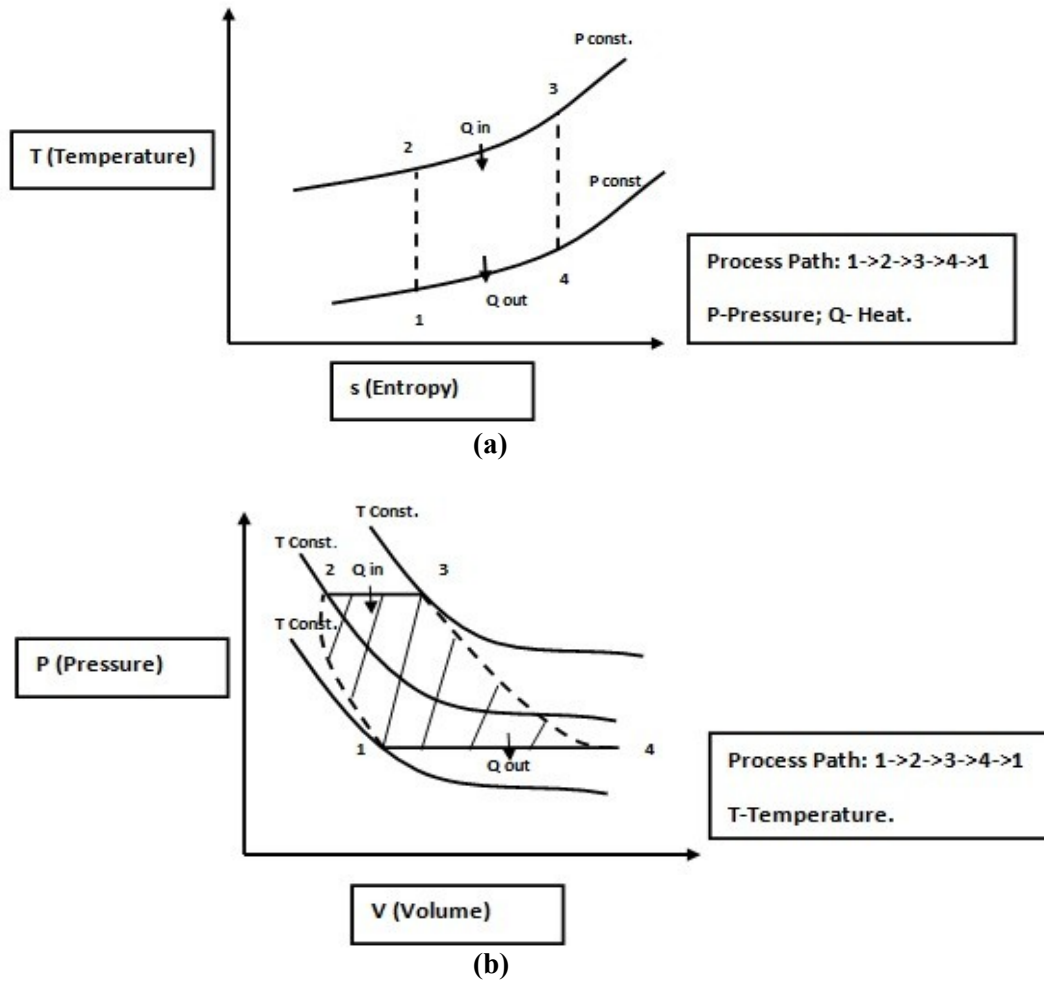 P const.
3
Q in
T (Temperature)
2
P const
Process Path: 1->2->3->4->1
P-Pressure; Q- Heat.
4
Q out
1
s (Entropy)
(a)
T Const.
T Const.
2
Q in
3
T Const.
P (Pressure)
1
Q out
4
Process Path: 1->2->3->4->1
T-Temperature.
V (Volume)
(b)